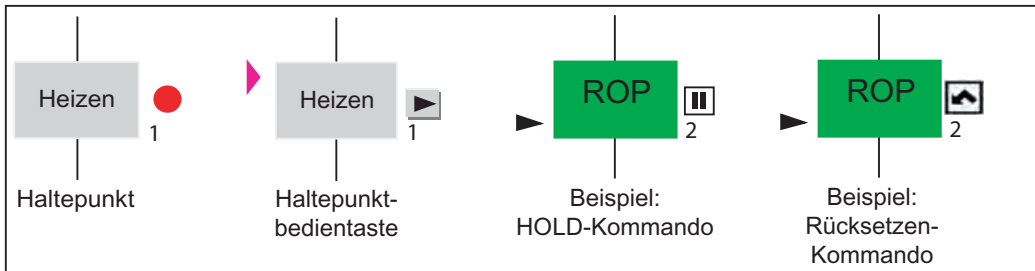 Heizen
1
Haltepunkt
Heizen
1
Haltepunkt-
bedientaste
ROP
2
Beispiel:
HOLD-Kommando
ROP
2
Beispiel:
Rücksetzen-
Kommando